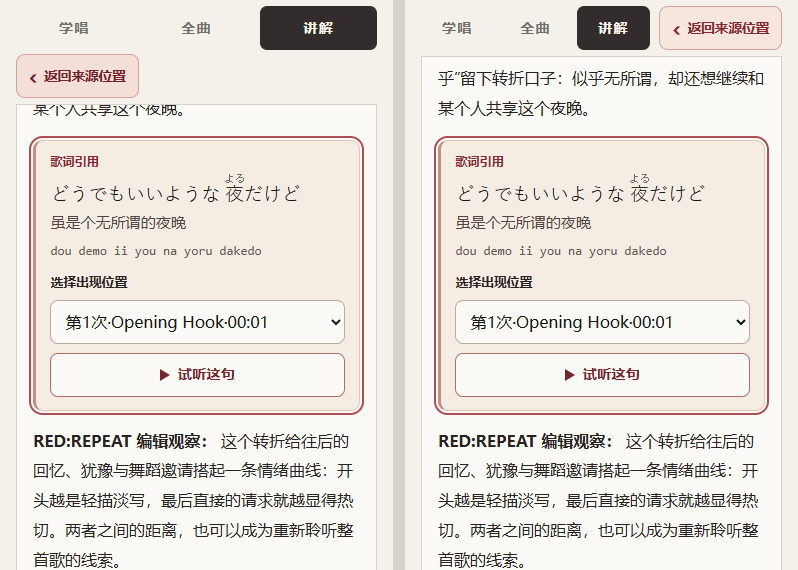 学唱 全曲 讲解
‹ 返回来源位置
某个人共享这个夜晚。
歌词引用
よる
どうでもいいような 夜だけど
虽是个无所谓的夜晚
dou demo ii you na yoru dakedo
选择出现位置
第1次·Opening Hook·00:01
▶ 试听这句
RED:REPEAT 编辑观察： 这个转折给往后的
回忆、犹豫与舞蹈邀请搭起一条情绪曲线：开
头越是轻描淡写，最后直接的请求就越显得热
切。两者之间的距离，也可以成为重新聆听整
首歌的线索。
学唱 全曲 讲解 ‹ 返回来源位置
乎”留下转折口子：似乎无所谓，却还想继续和
某个人共享这个夜晚。
歌词引用
よる
どうでもいいような 夜だけど
虽是个无所谓的夜晚
dou demo ii you na yoru dakedo
选择出现位置
第1次·Opening Hook·00:01
▶ 试听这句
RED:REPEAT 编辑观察： 这个转折给往后的
回忆、犹豫与舞蹈邀请搭起一条情绪曲线：开
头越是轻描淡写，最后直接的请求就越显得热
切。两者之间的距离，也可以成为重新聆听整
首歌的线索。